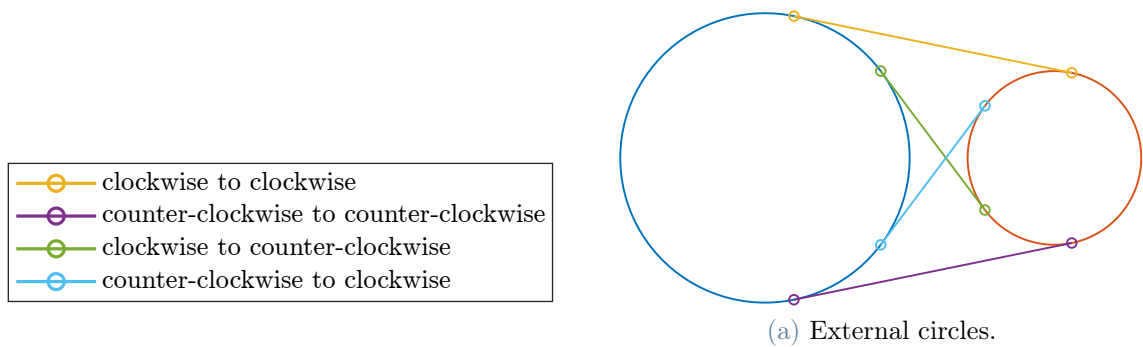 clockwise to clockwise
counter-clockwise to counter-clockwise
clockwise to counter-clockwise
counter-clockwise to clockwise
(a) External circles.